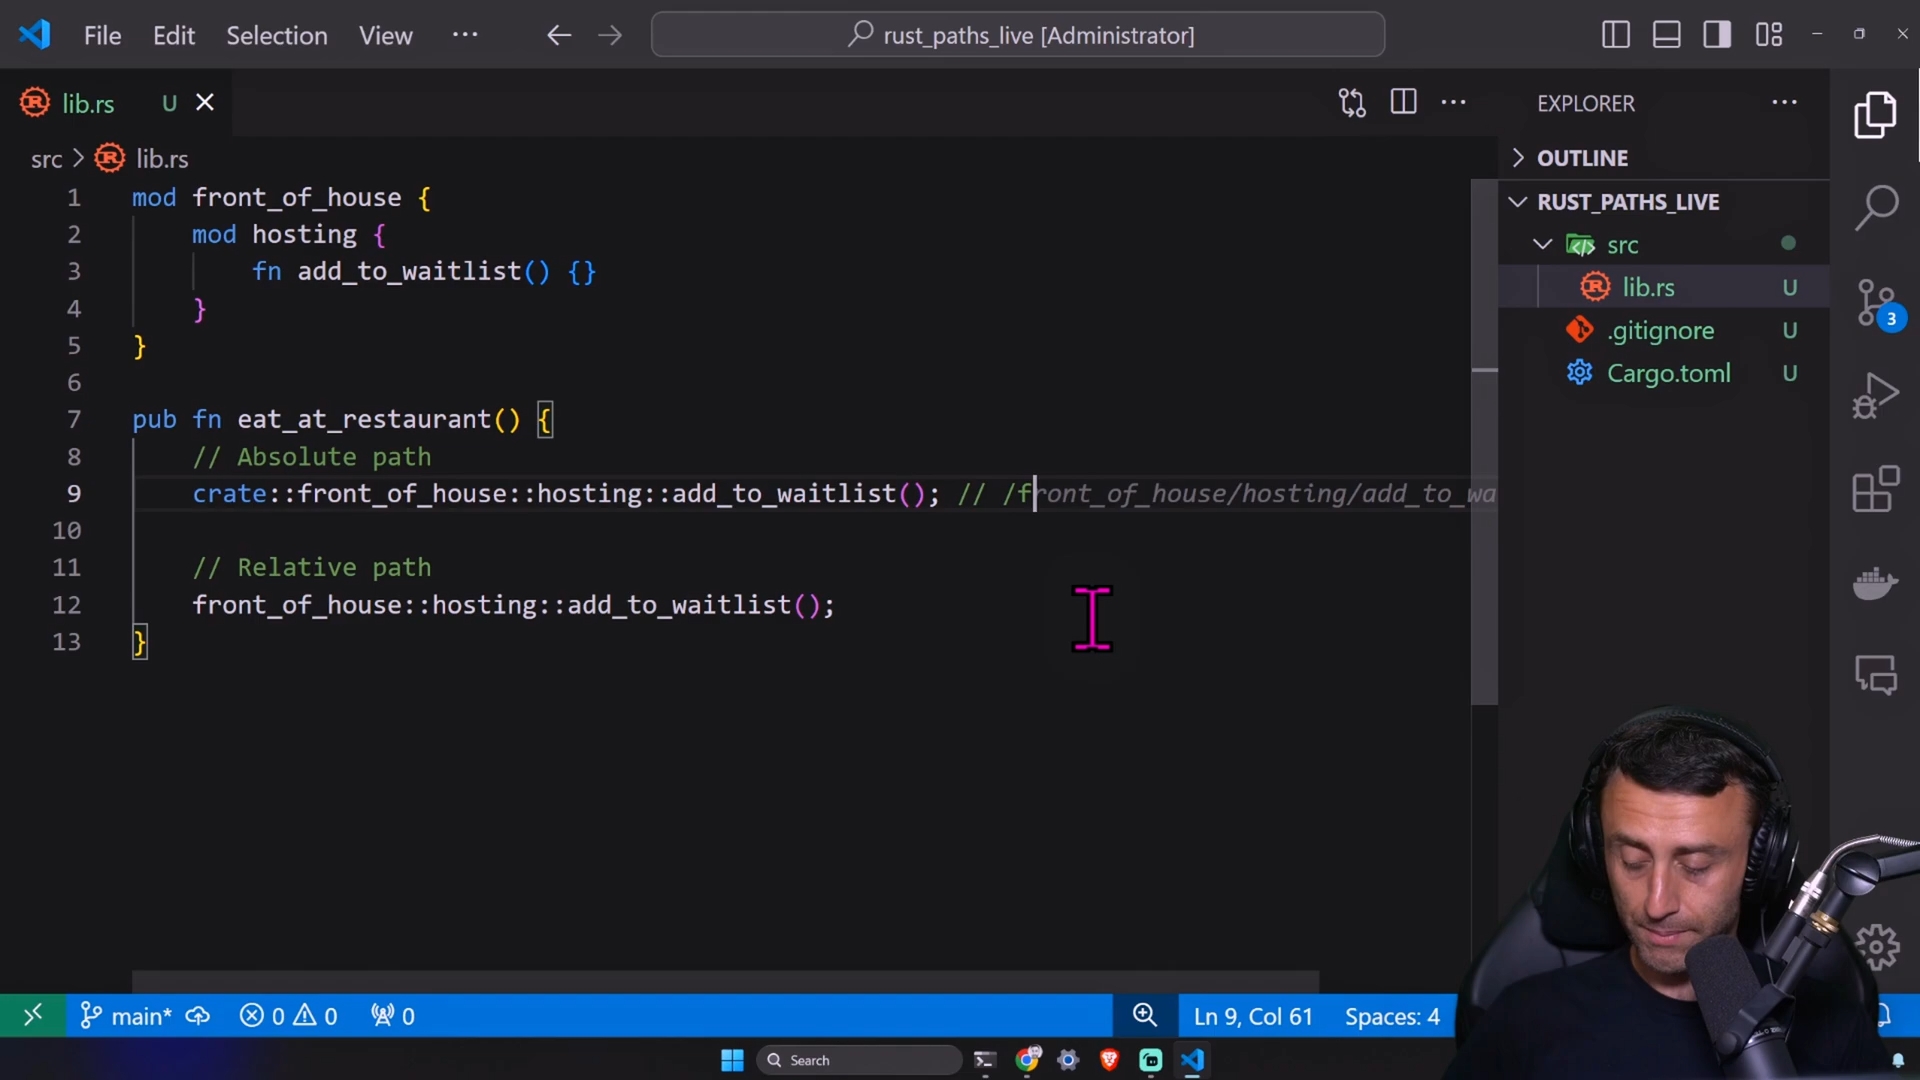 File Edit Selection View ··· rust_paths_live [Administrator]
lib.rs U
EXPLORER
src > lib.rs
OUTLINE
RUST_PATHS_LIVE
src
lib.rs U
.gitignore U
Cargo.toml U
3
1 mod front_of_house {
2 mod hosting {
3 fn add_to_waitlist() {}
4 }
5 }
6
7 pub fn eat_at_restaurant() {
8 // Absolute path
9 crate::front_of_house::hosting::add_to_waitlist(); // /front_of_house/hosting/add_to_wa
10
11 // Relative path
12 front_of_house::hosting::add_to_waitlist();
13 }
main* 0 0 0 Ln 9, Col 61 Spaces: 4
Search